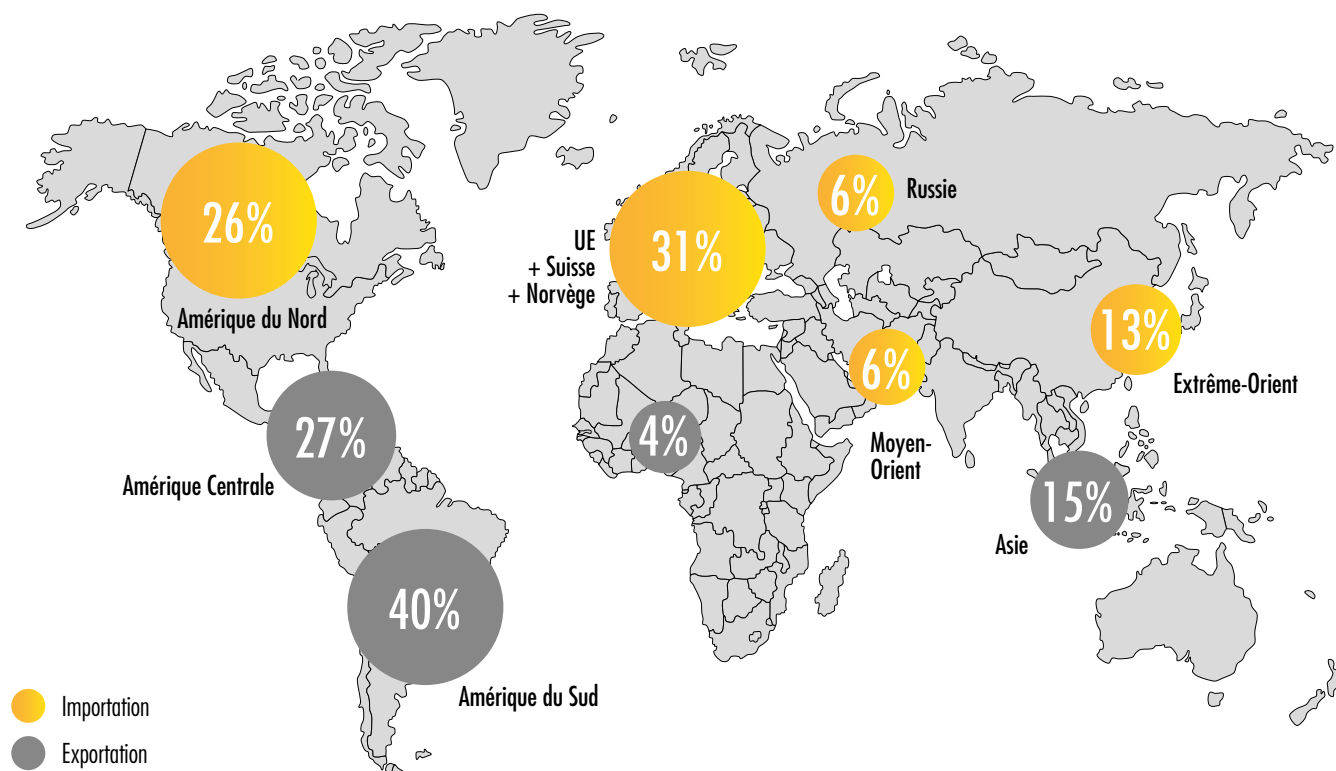 26%
Amérique du Nord
27%
Amérique Centrale
40%
Amérique du Sud
UE
+ Suisse
+ Norvège
31%
6%
Russie
6%
Moyen-
Orient
4%
13%
Extrême-Orient
15%
Asie
Importation
Exportation